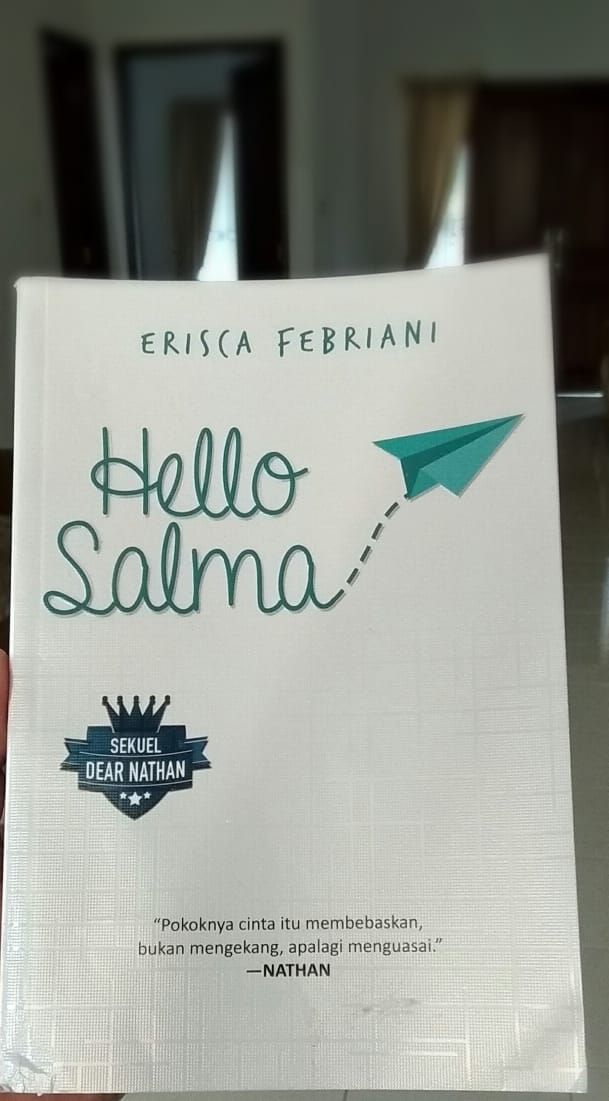 ERISCA FEBRIANI
Hello
Salma
SEKUEL
DEAR NATHAN
“Pokoknya cinta itu membebaskan,
bukan mengekang, apalagi menguasai.”
—NATHAN